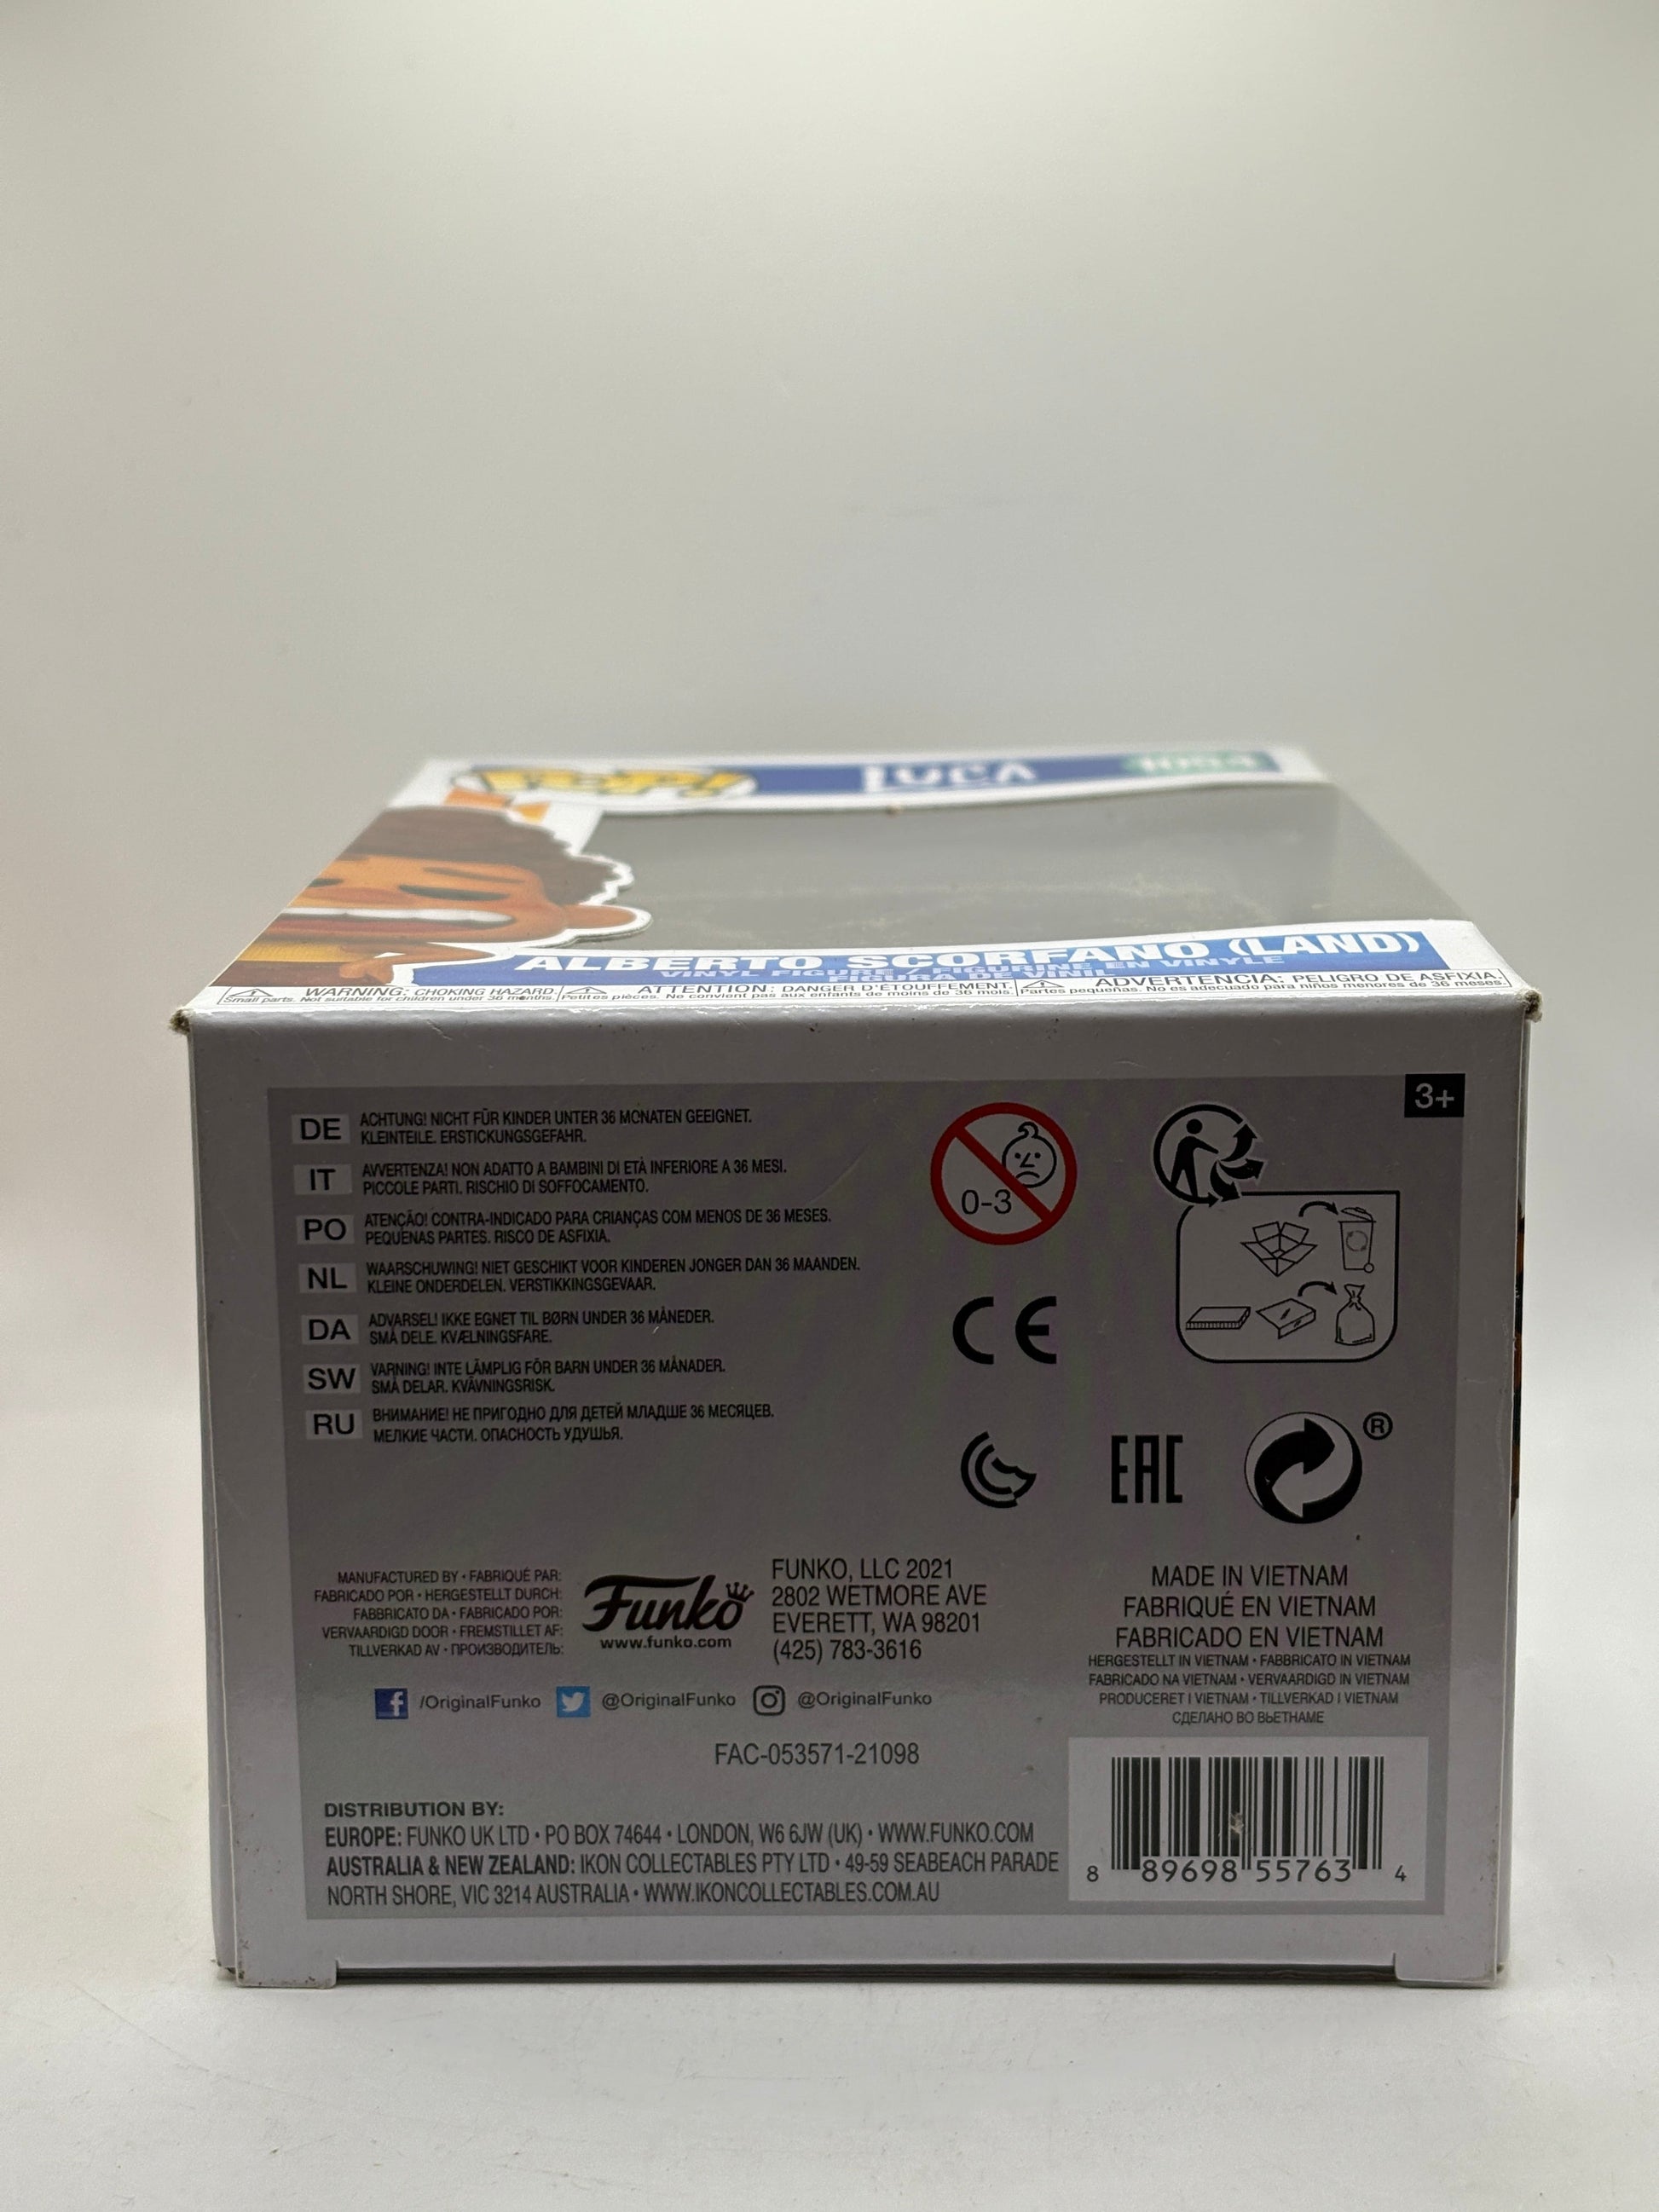 POP!
LUCA
1054
ALBERTO SCORFANO (LAND)
VINYL FIGURE / FIGURINE EN VINYLE
FIGURA DE VINIL
WARNING: CHOKING HAZARD.
Small parts. Not suitable for children under 36 months.
ATTENTION: DANGER D'ÉTOUFFEMENT.
Petites pièces. Ne convient pas aux enfants de moins de 36 mois.
ADVERTENCIA: PELIGRO DE ASFIXIA.
Partes pequeñas. No es adecuado para niños menores de 36 meses.
3+
DE ACHTUNG! NICHT FÜR KINDER UNTER 36 MONATEN GEEIGNET.
KLEINTEILE. ERSTICKUNGSGEFAHR.
IT AVVERTENZA! NON ADATTO A BAMBINI DI ETÀ INFERIORE A 36 MESI.
PICCOLE PARTI. RISCHIO DI SOFFOCAMENTO.
PO ATENÇÃO! CONTRA-INDICADO PARA CRIANÇAS COM MENOS DE 36 MESES.
PEQUENAS PARTES. RISCO DE ASFIXIA.
NL WAARSCHUWING! NIET GESCHIKT VOOR KINDEREN JONGER DAN 36 MAANDEN.
KLEINE ONDERDELEN. VERSTIKKINGSGEVAAR.
DA ADVARSEL! IKKE EGNET TIL BØRN UNDER 36 MÅNEDER.
SMÅ DELE. KVÆLNINGSFARE.
SW VARNING! INTE LÄMPLIG FÖR BARN UNDER 36 MÅNADER.
SMÅ DELAR. KVÄVNINGSRISK.
RU ВНИМАНИЕ! НЕ ПРИГОДНО ДЛЯ ДЕТЕЙ МЛАДШЕ 36 МЕСЯЦЕВ.
МЕЛКИЕ ЧАСТИ. ОПАСНОСТЬ УДУШЬЯ.
0-3
CE
EAC
®
MANUFACTURED BY • FABRIQUÉ PAR:
FABRICADO POR • HERGESTELLT DURCH:
FABBRICATO DA • FABRICADO POR:
VERVAARDIGD DOOR • FREMSTILLET AF:
TILLVERKAD AV • ПРОИЗВОДИТЕЛЬ:
Funko
www.funko.com
FUNKO, LLC 2021
2802 WETMORE AVE
EVERETT, WA 98201
(425) 783-3616
MADE IN VIETNAM
FABRIQUÉ EN VIETNAM
FABRICADO EN VIETNAM
HERGESTELLT IN VIETNAM • FABBRICATO IN VIETNAM
FABRICADO NA VIETNAM • VERVAARDIGD IN VIETNAM
PRODUCERET I VIETNAM • TILLVERKAD I VIETNAM
СДЕЛАНО ВО ВЬЕТНАМЕ
f /OriginalFunko @OriginalFunko @OriginalFunko
FAC-053571-21098
DISTRIBUTION BY:
EUROPE: FUNKO UK LTD • PO BOX 74644 • LONDON, W6 6JW (UK) • WWW.FUNKO.COM
AUSTRALIA & NEW ZEALAND: IKON COLLECTABLES PTY LTD • 49-59 SEABEACH PARADE
NORTH SHORE, VIC 3214 AUSTRALIA • WWW.IKONCOLLECTABLES.COM.AU
8 89698 55763 4